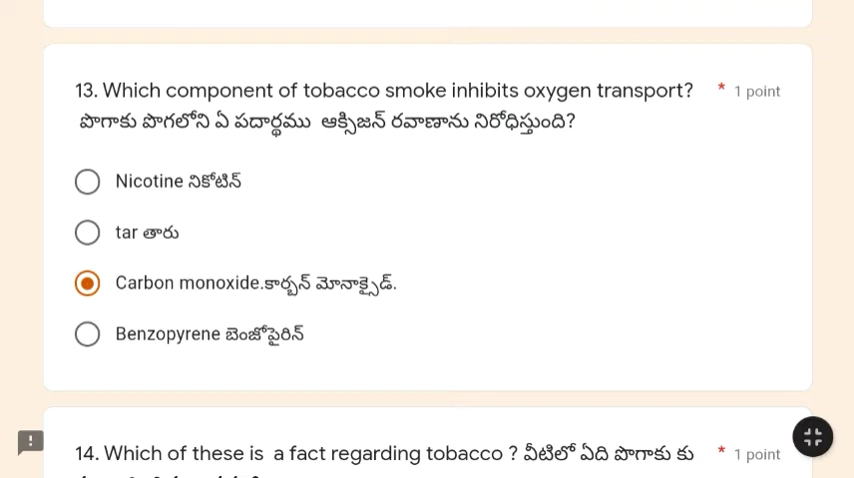 13. Which component of tobacco smoke inhibits oxygen transport? * 1 point
పొగాకు పొగలోని ఏ పదార్థము ఆక్సిజన్ రవాణాను నిరోధిస్తుంది?
Nicotine నికోటిన్
tar తారు
Carbon monoxide.కార్బన్ మోనాక్సైడ్.
Benzopyrene బెంజోపైరిన్
14. Which of these is a fact regarding tobacco ? వీటిలో ఏది పొగాకు కు * 1 point